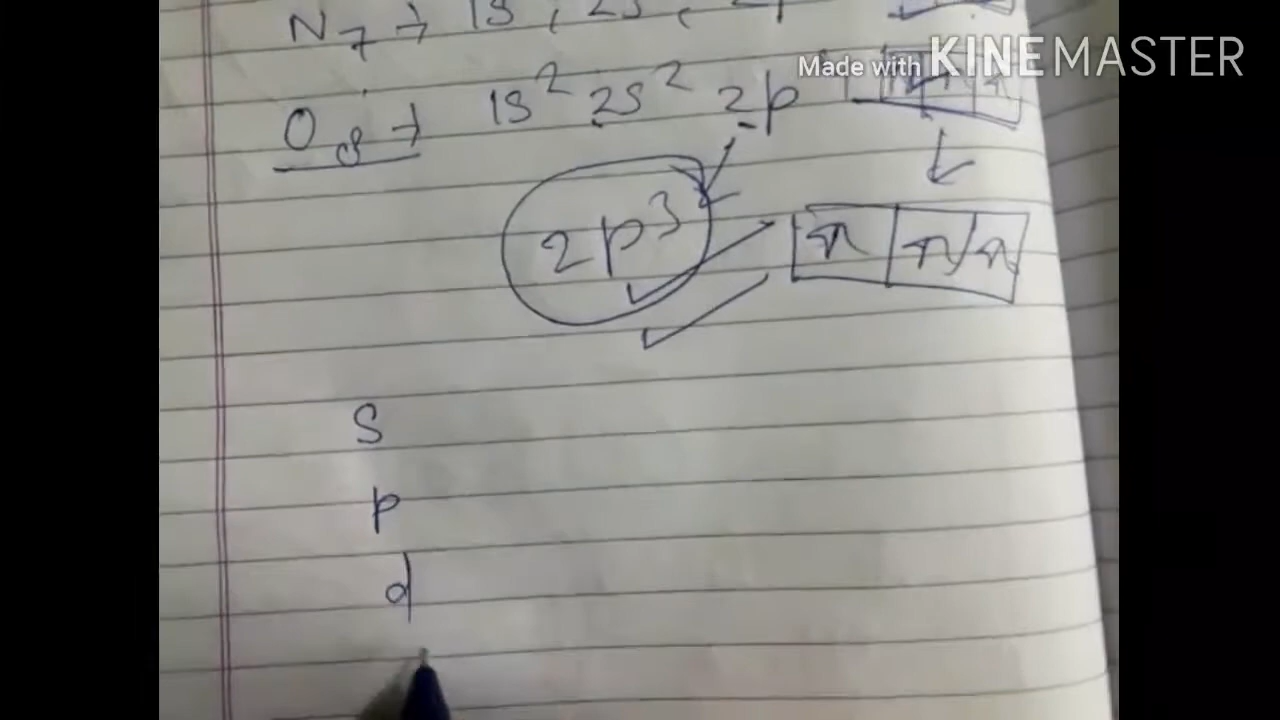 N7 → 1s, 2s,
Made with KINEMASTER
O8 → 1s² 2s² 2p
2p³
s
p
d